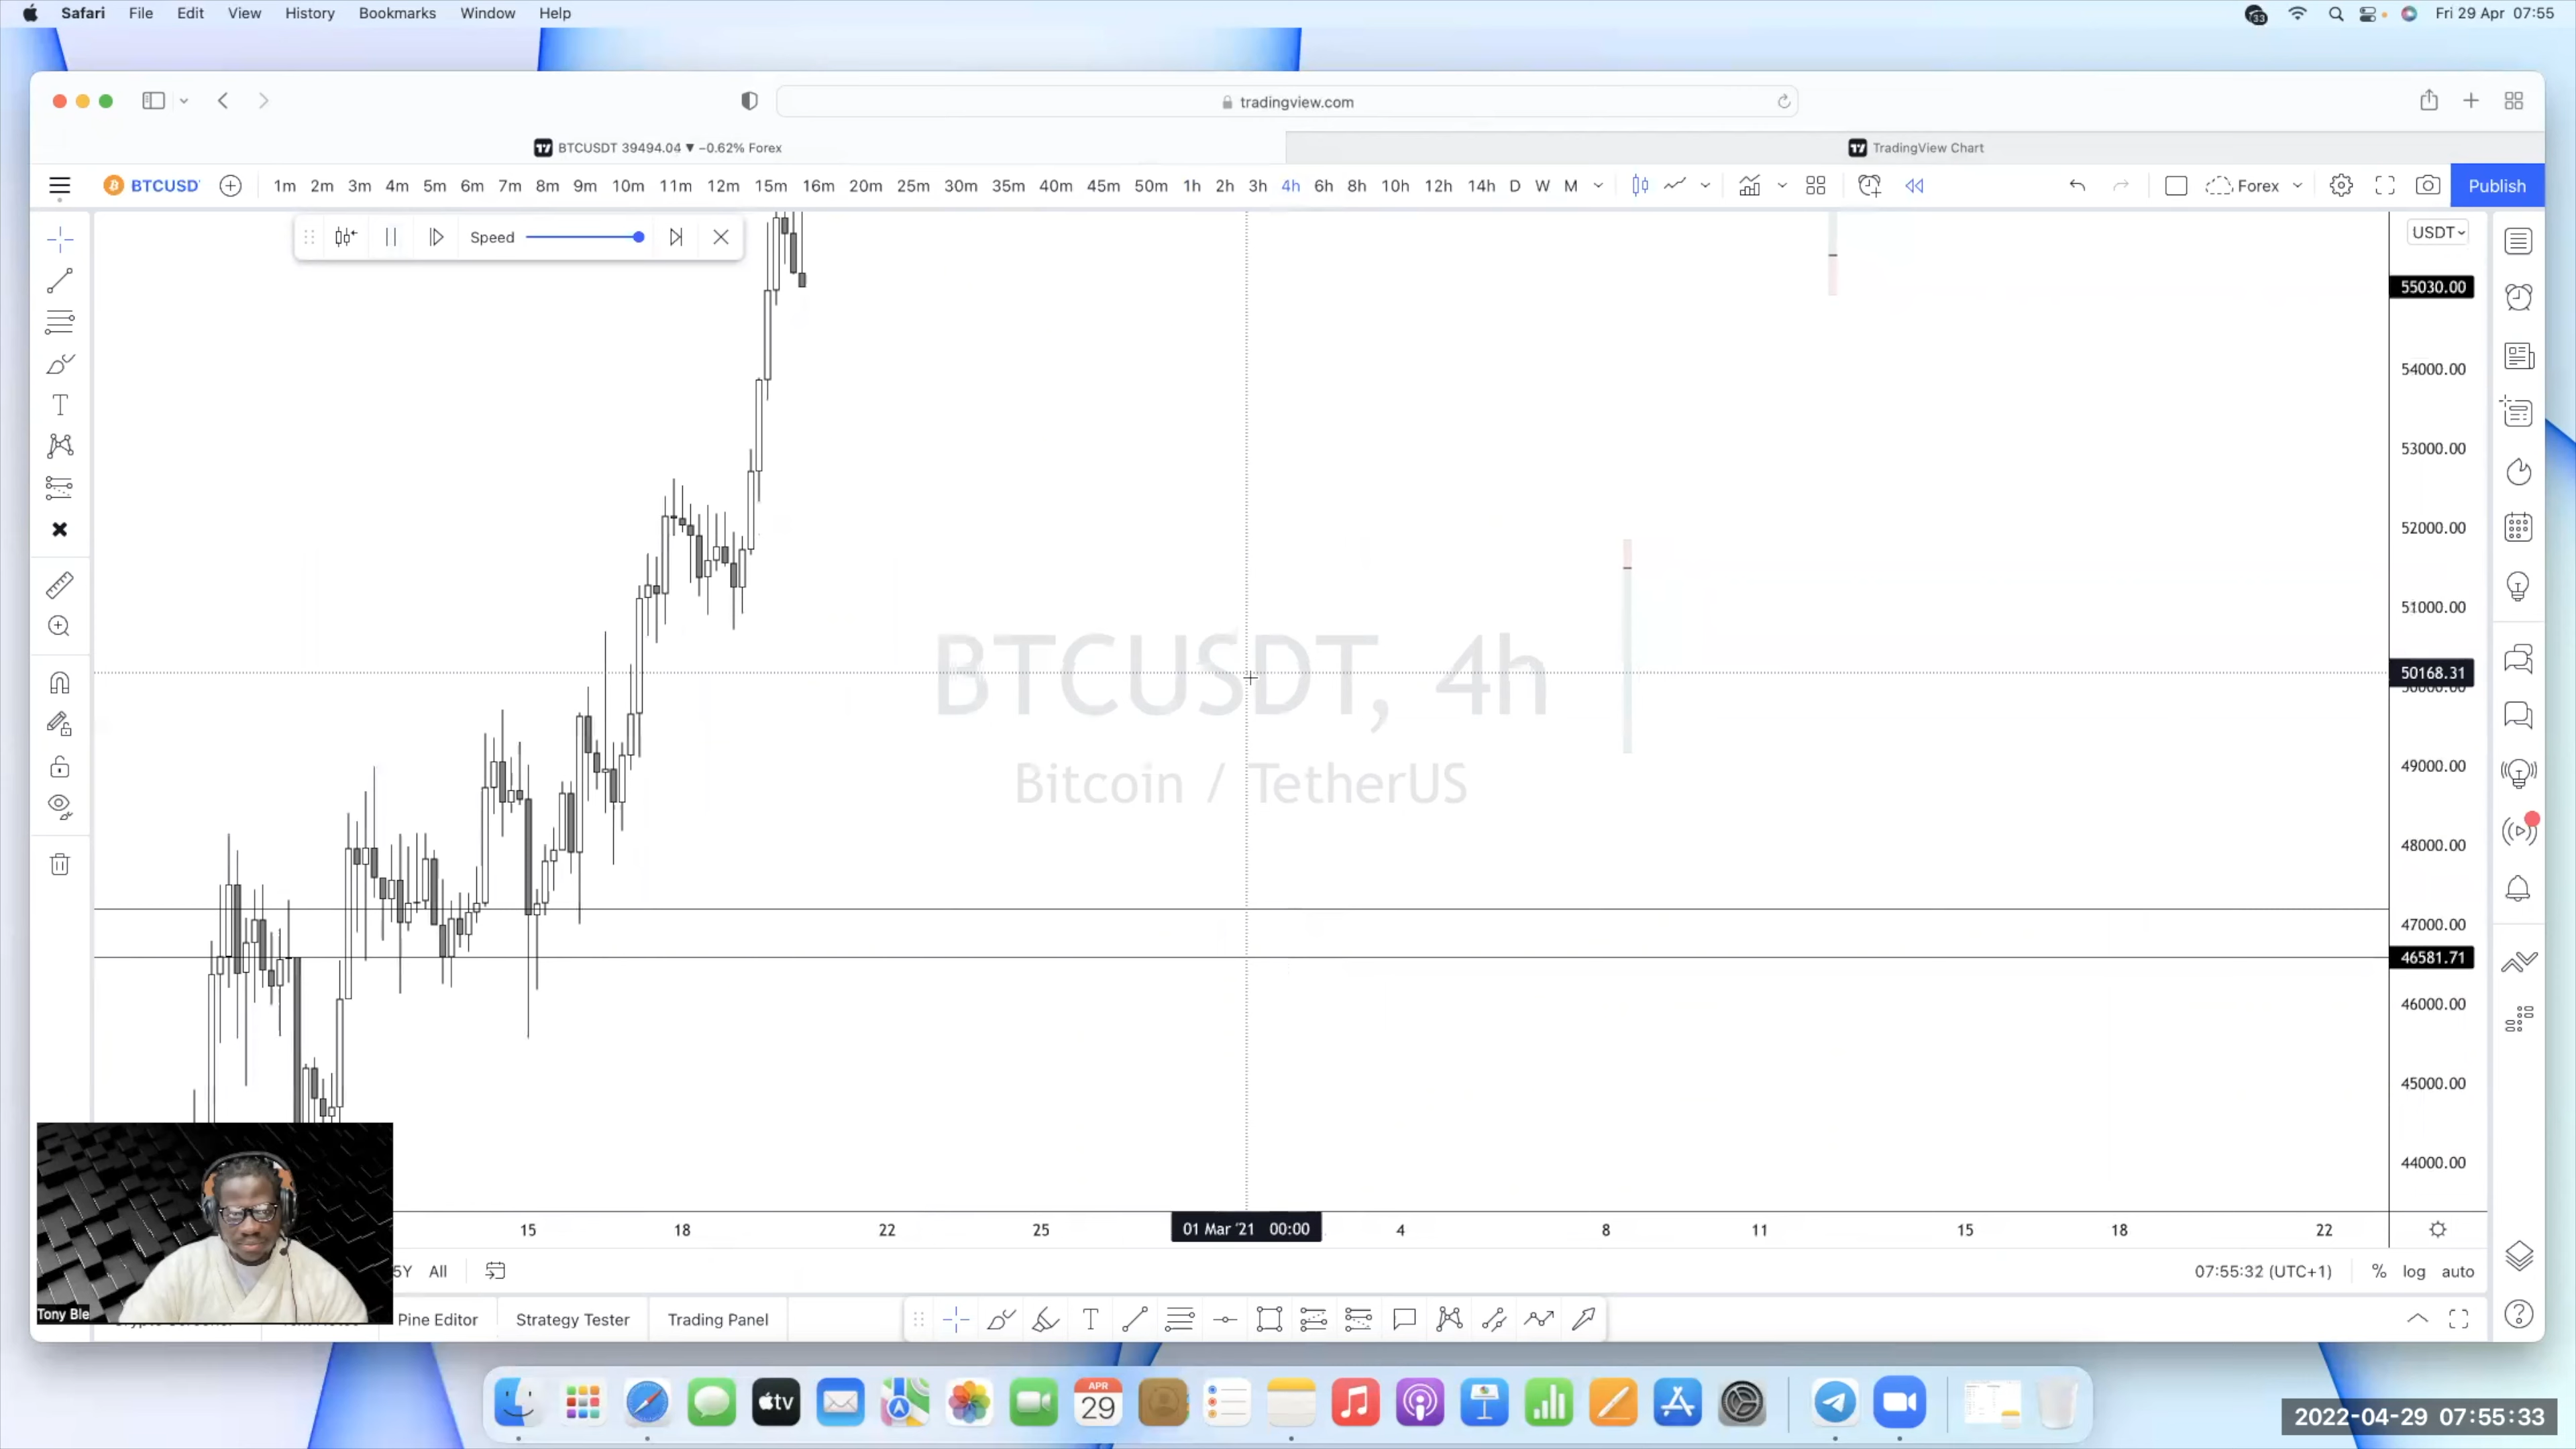 Safari File Edit View History Bookmarks Window Help
33
Fri 29 Apr 07:55
tradingview.com
BTCUSDT 39494.04 ▼ −0.62% Forex
TradingView Chart
BTCUSD
1m 2m 3m 4m 5m 6m 7m 8m 9m 10m 11m 12m 15m 16m 20m 25m 30m 35m 40m 45m 50m 1h 2h 3h 4h 6h 8h 10h 12h 14h D W M
Forex
Publish
Speed
USDT
55030.00
54000.00
53000.00
52000.00
51000.00
50168.31
49000.00
48000.00
47000.00
46581.71
46000.00
45000.00
44000.00
BTCUSDT, 4h
Bitcoin / TetherUS
15 18 22 25 01 Mar '21 00:00 4 8 11 15 18 22
5Y All
07:55:32 (UTC+1) % log auto
Tony Ble
Pine Editor Strategy Tester Trading Panel
tv
APR
29
2022-04-29 07:55:33